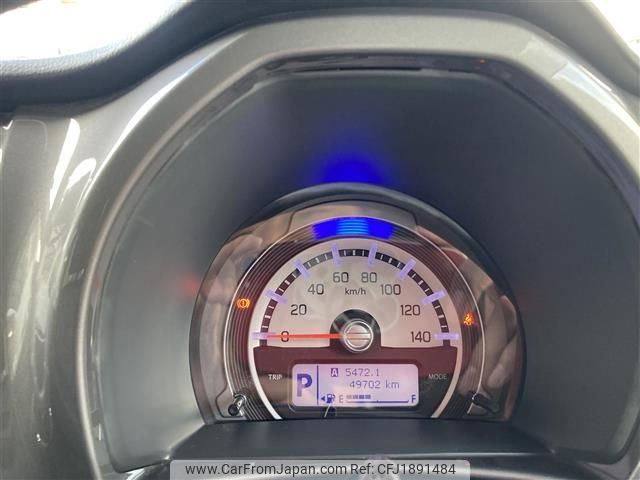 60 80
40 km/h 100
20 120
0 140
TRIP A 5472.1 MODE
P 49702 km
E F
www.CarFromJapan.com ID:CFJ1891484